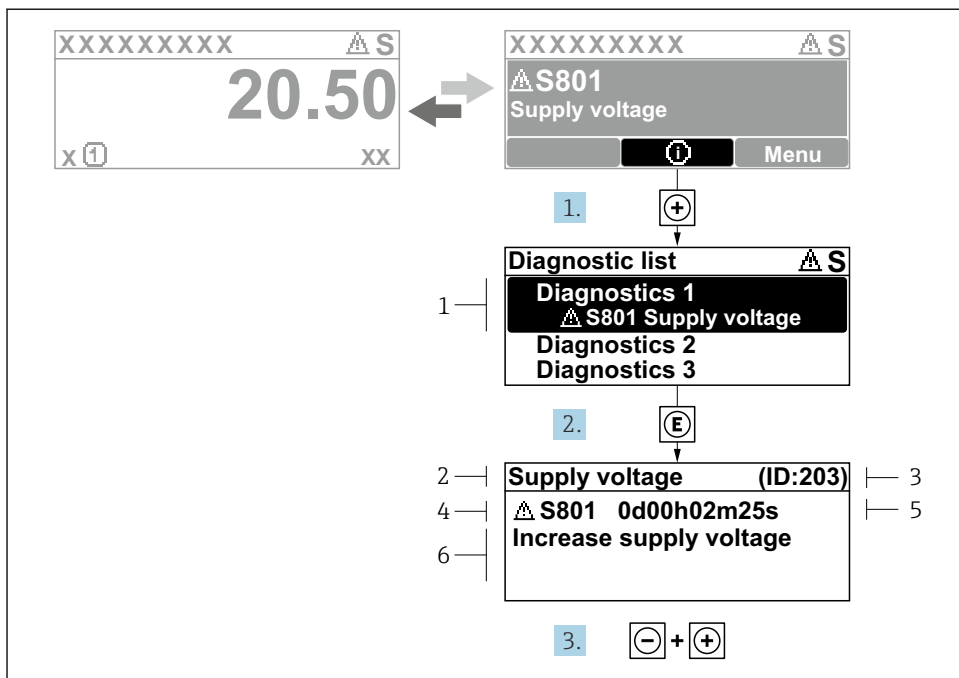 XXXXXXXXX ⚠ S
20.50
x ① xx
XXXXXXXXX ⚠ S
⚠ S801
Supply voltage
ⓘ Menu
1. ⊕
Diagnostic list ⚠ S
1
Diagnostics 1
⚠ S801 Supply voltage
Diagnostics 2
Diagnostics 3
2. Ⓔ
2 Supply voltage (ID:203) 3
4 ⚠ S801 0d00h02m25s 5
6 Increase supply voltage
3. ⊖ + ⊕